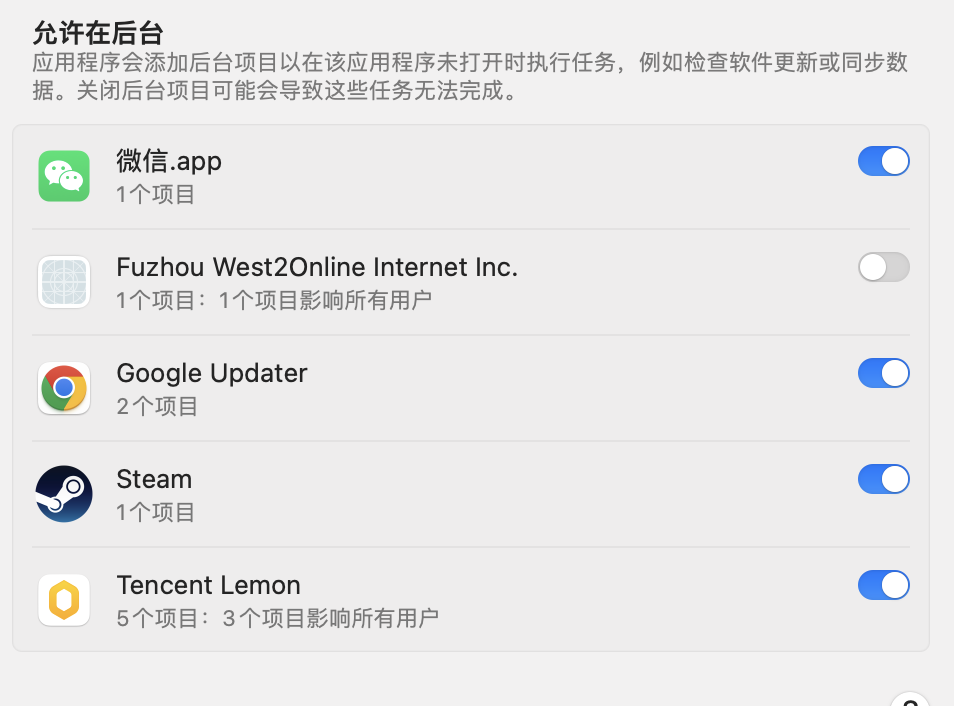 允许在后台
应用程序会添加后台项目以在该应用程序未打开时执行任务，例如检查软件更新或同步数
据。关闭后台项目可能会导致这些任务无法完成。
微信.app
1个项目
Fuzhou West2Online Internet Inc.
1个项目：1个项目影响所有用户
Google Updater
2个项目
Steam
1个项目
Tencent Lemon
5个项目：3个项目影响所有用户